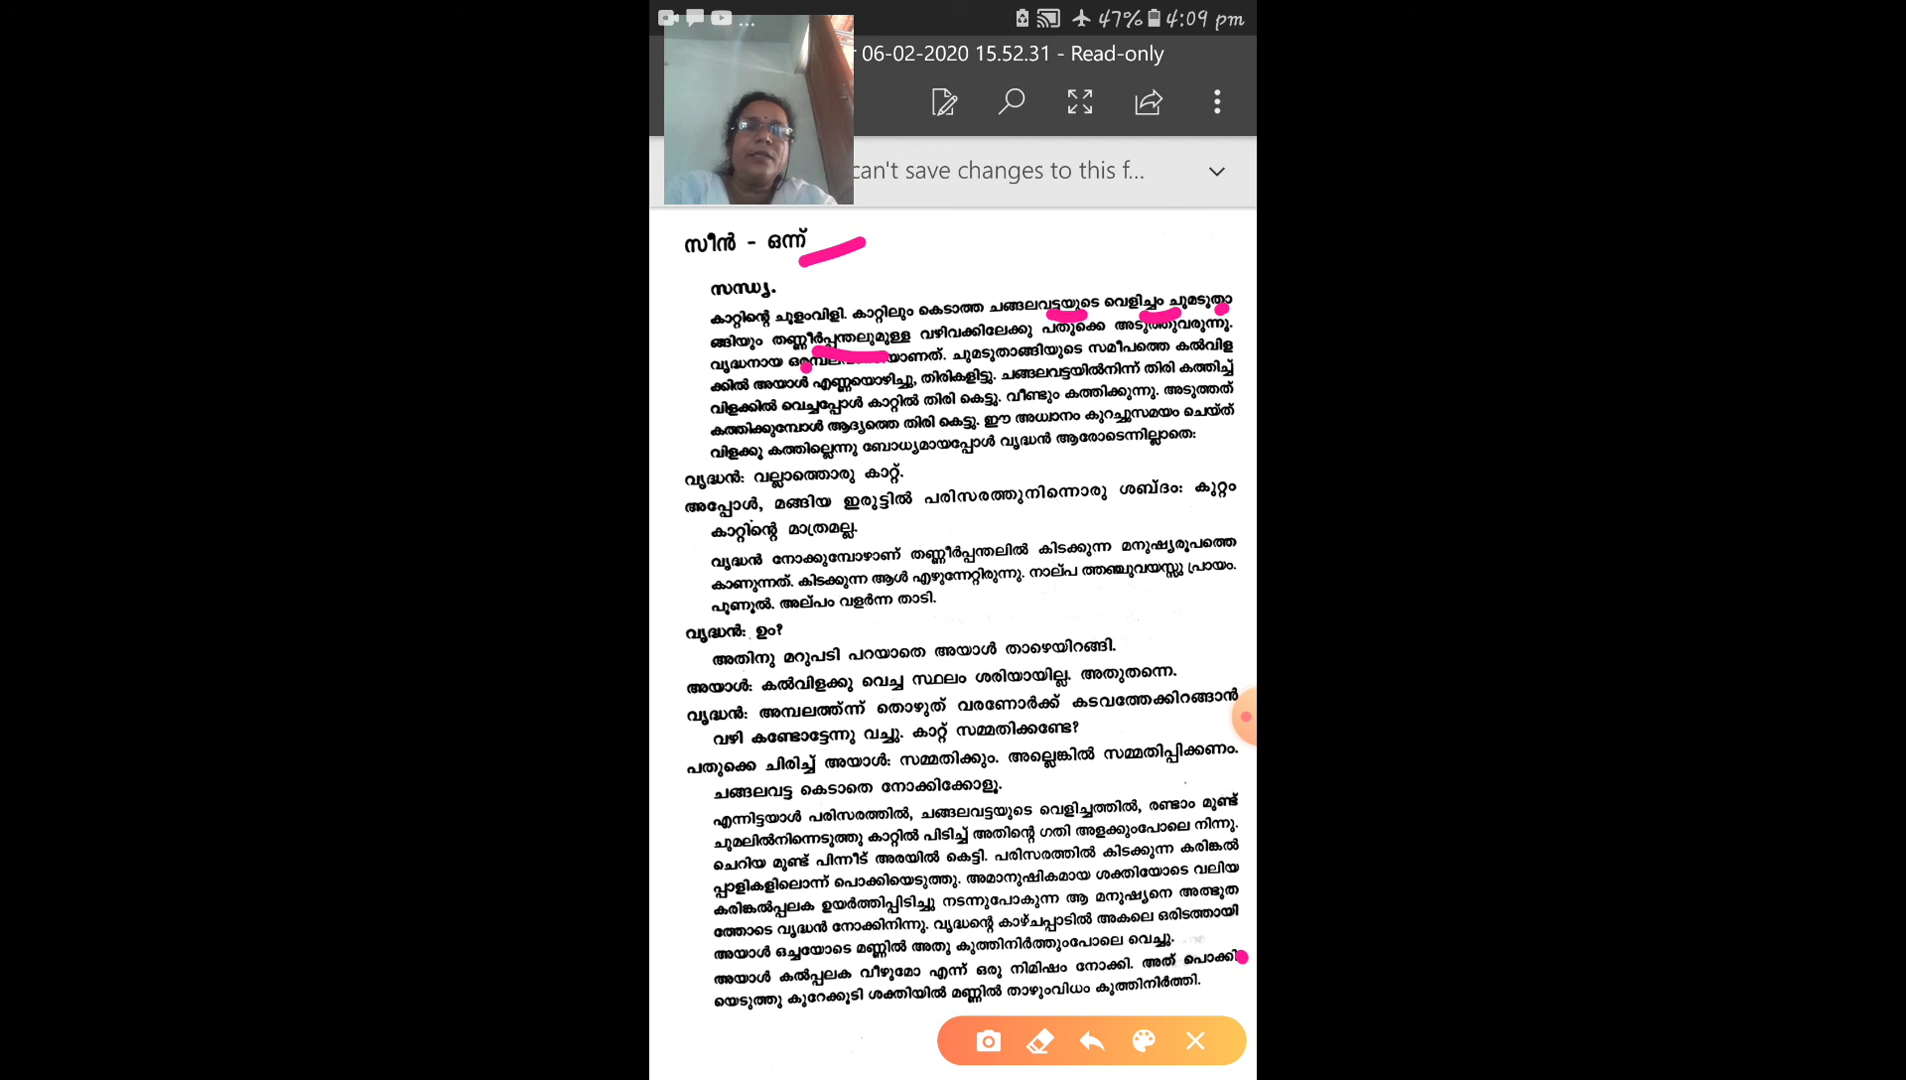 ... 47% 4:09 pm
06-02-2020 15.52.31 - Read-only
can't save changes to this f...
സീൻ - ഒന്ന്
സന്ധ്യ.
കാറ്റിന്റെ ചൂളംവിളി. കാറ്റിലും കെടാത്ത ചങ്ങലവട്ടയുടെ വെളിച്ചം ചുമടുതാ
ങ്ങിയും തണ്ണീർപ്പന്തലുമുള്ള വഴിവക്കിലേക്കു പതുക്കെ അടുത്തുവരുന്നു.
വൃദ്ധനായ യാണത്. ചുമടുതാങ്ങിയുടെ സമീപത്തെ കൽവിള
ക്കിൽ അയാൾ എണ്ണയൊഴിച്ചു, തിരികളിട്ടു. ചങ്ങലവട്ടയിൽനിന്ന് തിരി കത്തിച്ച്
വിളക്കിൽ വെച്ചപ്പോൾ കാറ്റിൽ തിരി കെട്ടു. വീണ്ടും കത്തിക്കുന്നു. അടുത്തത്
കത്തിക്കുമ്പോൾ ആദ്യത്തെ തിരി കെട്ടു. ഈ അധ്വാനം കുറച്ചുസമയം ചെയ്ത്
വിളക്കു കത്തില്ലെന്നു ബോധ്യമായപ്പോൾ വൃദ്ധൻ ആരോടെന്നില്ലാതെ:
വൃദ്ധൻ: വല്ലാത്തൊരു കാറ്റ്.
അപ്പോൾ, മങ്ങിയ ഇരുട്ടിൽ പരിസരത്തുനിന്നൊരു ശബ്ദം: കുറ്റം
കാറ്റിന്റെ മാത്രമല്ല.
വൃദ്ധൻ നോക്കുമ്പോഴാണ് തണ്ണീർപ്പന്തലിൽ കിടക്കുന്ന മനുഷ്യരൂപത്തെ
കാണുന്നത്. കിടക്കുന്ന ആൾ എഴുന്നേറ്റിരുന്നു. നാല്പ ത്തഞ്ചുവയസ്സു പ്രായം.
പൂണൂൽ. അല്പം വളർന്ന താടി.
വൃദ്ധൻ: ഉം?
അതിനു മറുപടി പറയാതെ അയാൾ താഴെയിറങ്ങി.
അയാൾ: കൽവിളക്കു വെച്ച സ്ഥലം ശരിയായില്ല. അതുതന്നെ.
വൃദ്ധൻ: അമ്പലത്ത്ന്ന് തൊഴുത് വരണോർക്ക് കടവത്തേക്കിറങ്ങാൻ
വഴി കണ്ടോട്ടേന്നു വച്ചു. കാറ്റ് സമ്മതിക്കണ്ടേ?
പതുക്കെ ചിരിച്ച് അയാൾ: സമ്മതിക്കും. അല്ലെങ്കിൽ സമ്മതിപ്പിക്കണം.
ചങ്ങലവട്ട കെടാതെ നോക്കിക്കോളൂ.
എന്നിട്ടയാൾ പരിസരത്തിൽ, ചങ്ങലവട്ടയുടെ വെളിച്ചത്തിൽ, രണ്ടാം മുണ്ട്
ചുമലിൽനിന്നെടുത്തു കാറ്റിൽ പിടിച്ച് അതിന്റെ ഗതി അളക്കുംപോലെ നിന്നു.
ചെറിയ മുണ്ട് പിന്നീട് അരയിൽ കെട്ടി. പരിസരത്തിൽ കിടക്കുന്ന കരിങ്കൽ
പ്പാളികളിലൊന്ന് പൊക്കിയെടുത്തു. അമാനുഷികമായ ശക്തിയോടെ വലിയ
കരിങ്കൽപ്പലക ഉയർത്തിപ്പിടിച്ചു നടന്നുപോകുന്ന ആ മനുഷ്യനെ അത്ഭുത
ത്തോടെ വൃദ്ധൻ നോക്കിനിന്നു. വൃദ്ധന്റെ കാഴ്ചപ്പാടിൽ അകലെ ഒരിടത്തായി
അയാൾ ഒച്ചയോടെ മണ്ണിൽ അതു കുത്തിനിർത്തുംപോലെ വെച്ചു.
അയാൾ കൽപ്പലക വീഴുമോ എന്ന് ഒരു നിമിഷം നോക്കി. അത് പൊക്കി
യെടുത്തു കുറേക്കൂടി ശക്തിയിൽ മണ്ണിൽ താഴുംവിധം കുത്തിനിർത്തി.